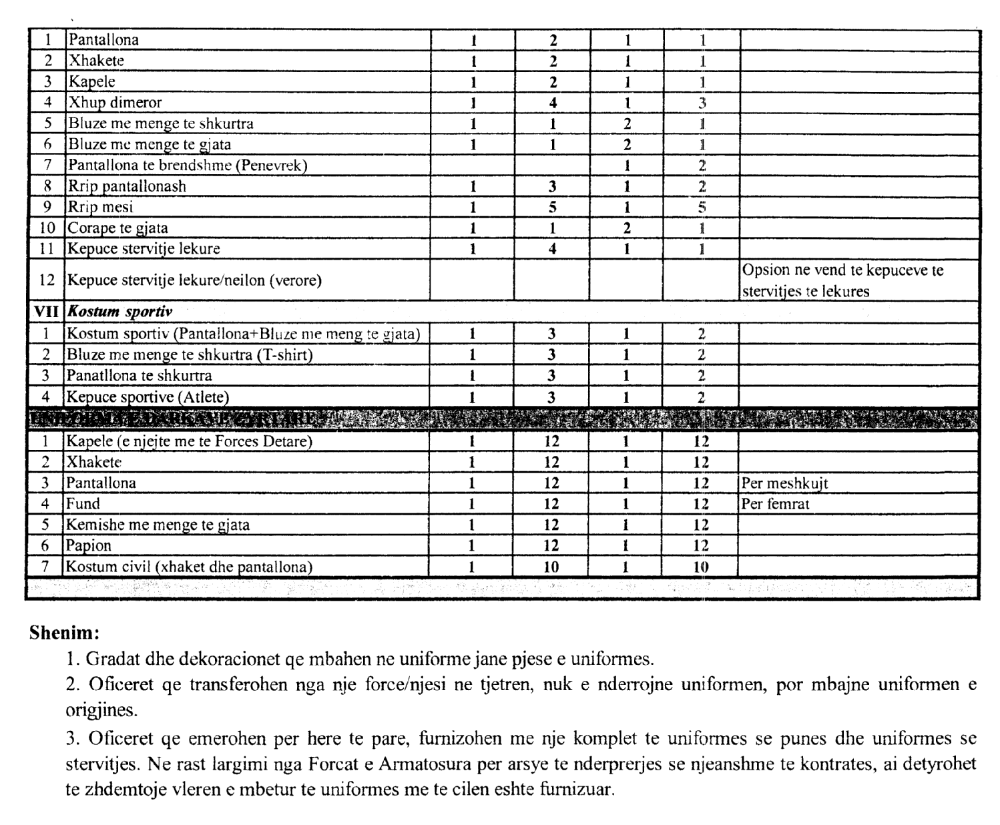 1 Pantallona 1 2 1 1
2 Xhakete 1 2 1 1
3 Kapele 1 2 1 1
4 Xhup dimeror 1 4 1 3
5 Bluze me menge te shkurtra 1 1 2 1
6 Bluze me menge te gjata 1 1 2 1
7 Pantallona te brendshme (Penevrek) 1 2
8 Rrip pantallonash 1 3 1 2
9 Rrip mesi 1 5 1 5
10 Corape te gjata 1 1 2 1
11 Kepuce stervitje lekure 1 4 1 1
12 Kepuce stervitje lekure/neilon (verore) Opsion ne vend te kepuceve te
stervitjes te lekures
VII Kostum sportiv
1 Kostum sportiv (Pantallona+Bluze me meng te gjata) 1 3 1 2
2 Bluze me menge te shkurtra (T-shirt) 1 3 1 2
3 Panatllona te shkurtra 1 3 1 2
4 Kepuce sportive (Atlete) 1 3 1 2
UNIFORMA E DARKAVE ZYRTARE
1 Kapele (e njejte me te Forces Detare) 1 12 1 12
2 Xhakete 1 12 1 12
3 Pantallona 1 12 1 12 Per meshkujt
4 Fund 1 12 1 12 Per femrat
5 Kemishe me menge te gjata 1 12 1 12
6 Papion 1 12 1 12
7 Kostum civil (xhaket dhe pantallona) 1 10 1 10
Shenim:
1. Gradat dhe dekoracionet qe mbahen ne uniforme jane pjese e uniformes.
2. Oficeret qe transferohen nga nje force/njesi ne tjetren, nuk e nderrojne uniformen, por mbajne uniformen e
origjines.
3. Oficeret qe emerohen per here te pare, furnizohen me nje komplet te uniformes se punes dhe uniformes se
stervitjes. Ne rast largimi nga Forcat e Armatosura per arsye te nderprerjes se njeanshme te kontrates, ai detyrohet
te zhdemtoje vleren e mbetur te uniformes me te cilen eshte furnizuar.